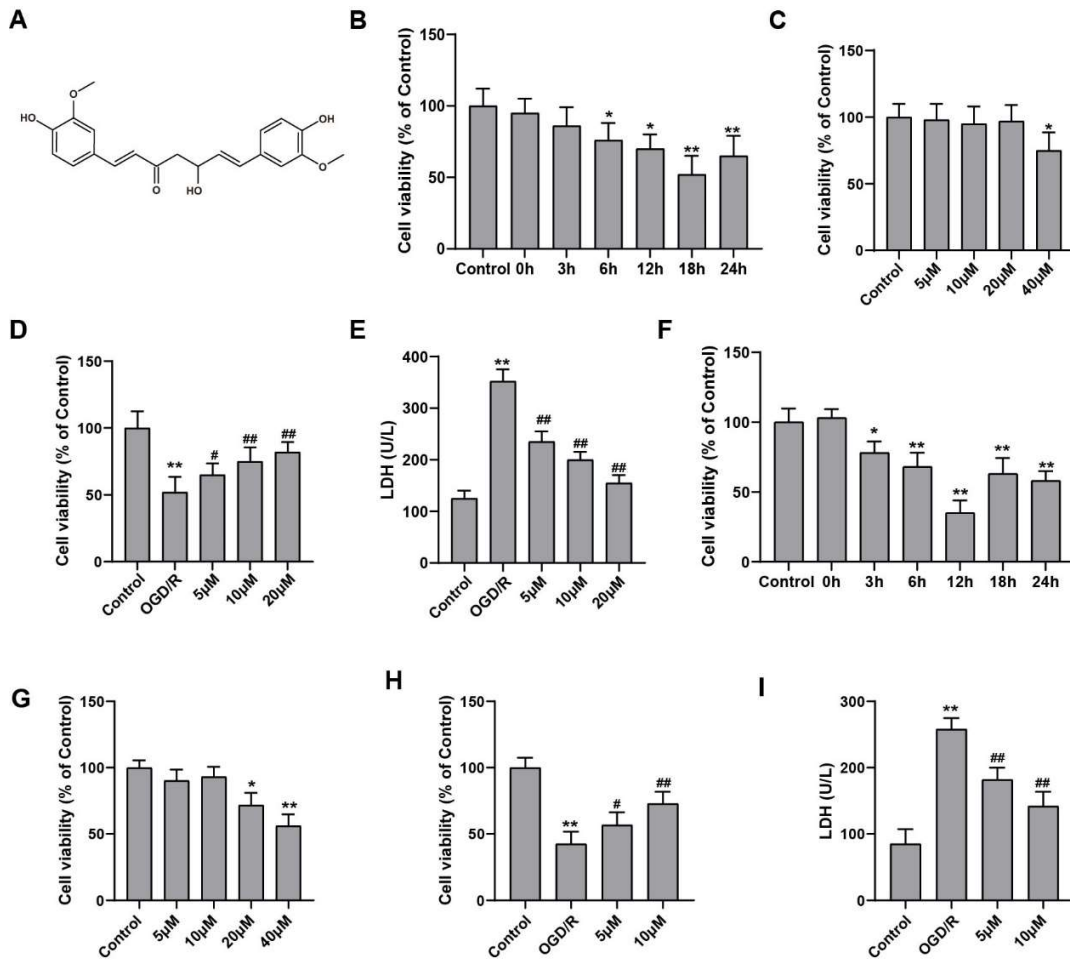 A
HO
O
O
HO
OH
O
B
Cell viability (% of Control)
150
100
50
0
* * ** **
Control 0h 3h 6h 12h 18h 24h
C
Cell viability (% of Control)
150
100
50
0
*
Control 5μM 10μM 20μM 40μM
D
Cell viability (% of Control)
150
100
50
0
** # ## ##
Control OGD/R 5μM 10μM 20μM
E
LDH (U/L)
400
300
200
100
0
** ## ## ##
Control OGD/R 5μM 10μM 20μM
F
Cell viability (% of Control)
150
100
50
0
* ** ** ** **
Control 0h 3h 6h 12h 18h 24h
G
Cell viability (% of Control)
150
100
50
0
* **
Control 5μM 10μM 20μM 40μM
H
Cell viability (% of Control)
150
100
50
0
** # ##
Control OGD/R 5μM 10μM
I
LDH (U/L)
300
200
100
0
** ## ##
Control OGD/R 5μM 10μM